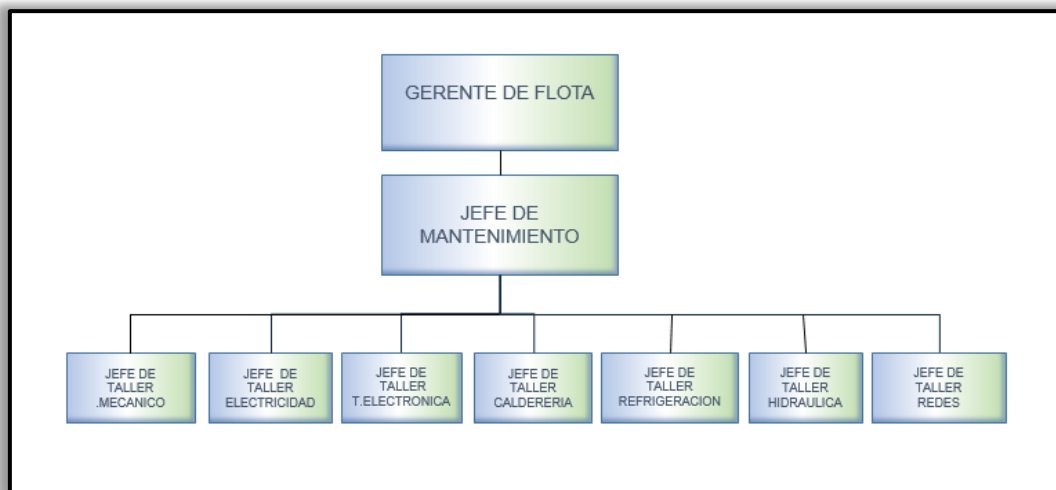 GERENTE DE FLOTA
JEFE DE
MANTENIMIENTO
JEFE DE
TALLER
.MECANICO
JEFE DE
TALLER
ELECTRICIDAD
JEFE DE
TALLER
T.ELECTRONICA
JEFE DE
TALLER
CALDERERIA
JEFE DE
TALLER
REFRIGERACION
JEFE DE
TALLER
HIDRAULICA
JEFE DE
TALLER
REDES